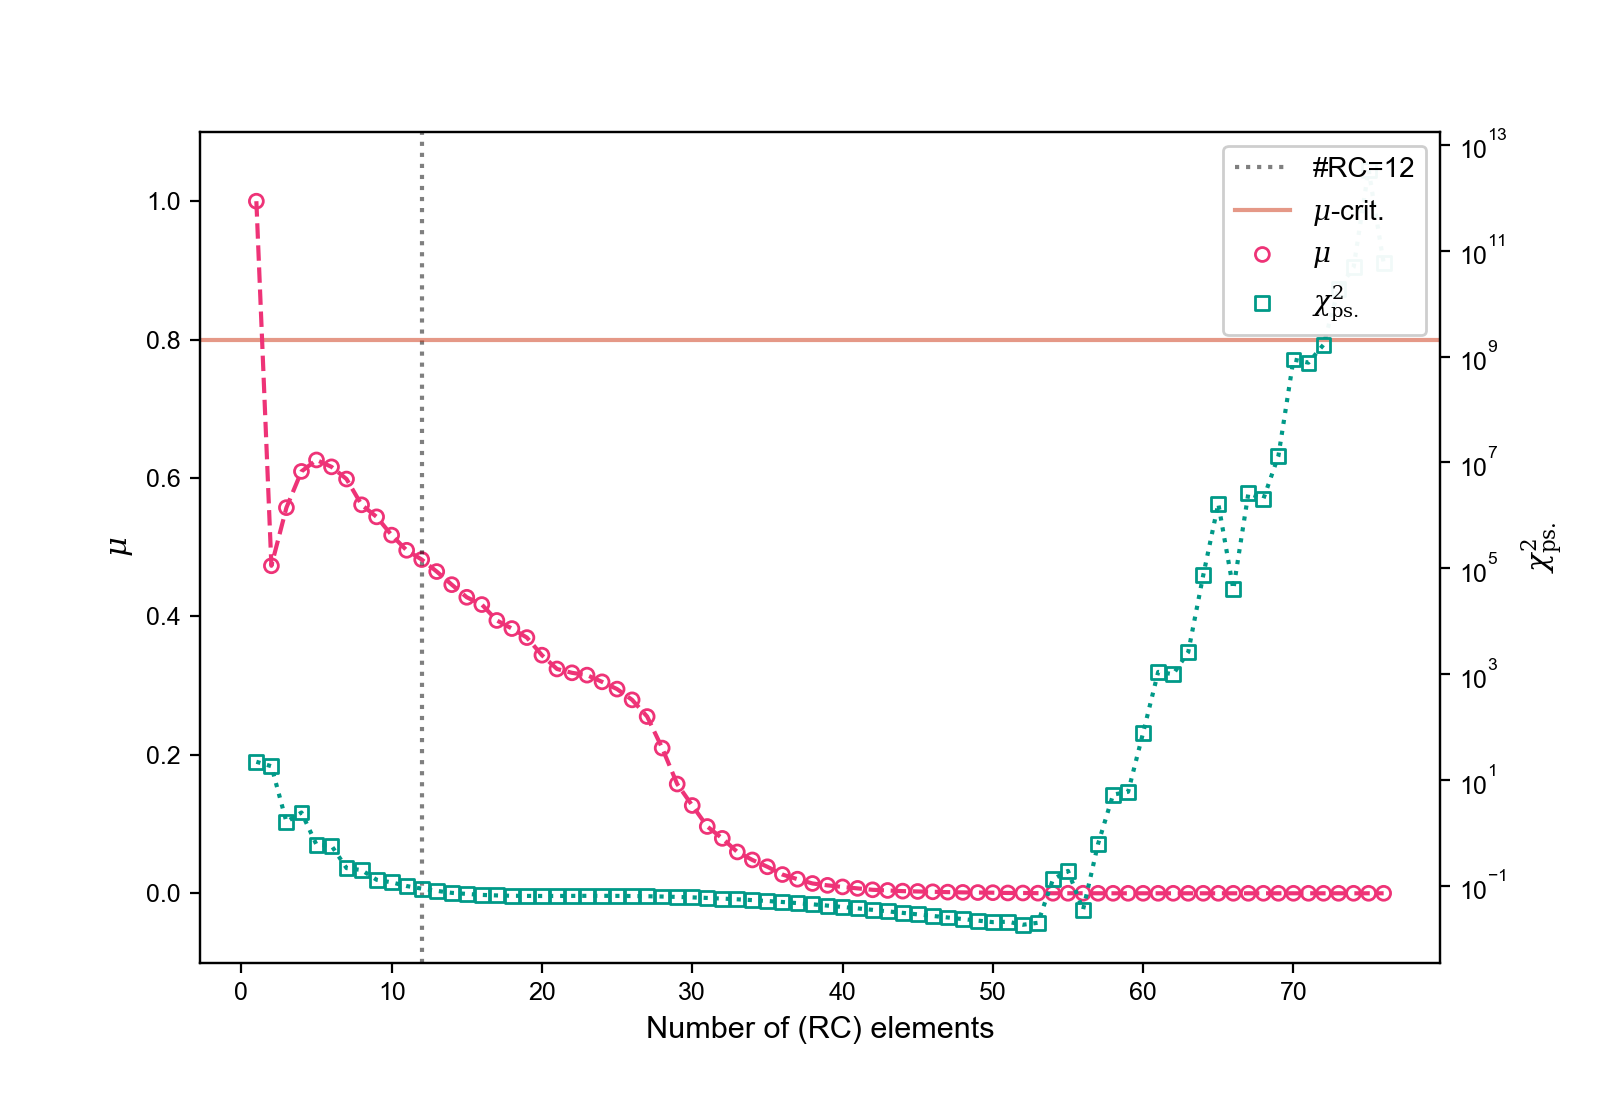 #RC=12
μ-crit.
μ
χ²ps.
1.0
0.8
0.6
0.4
0.2
0.0
μ
10¹³
10¹¹
10⁹
10⁷
10⁵
10³
10¹
10⁻¹
χ²ps.
0 10 20 30 40 50 60 70
Number of (RC) elements